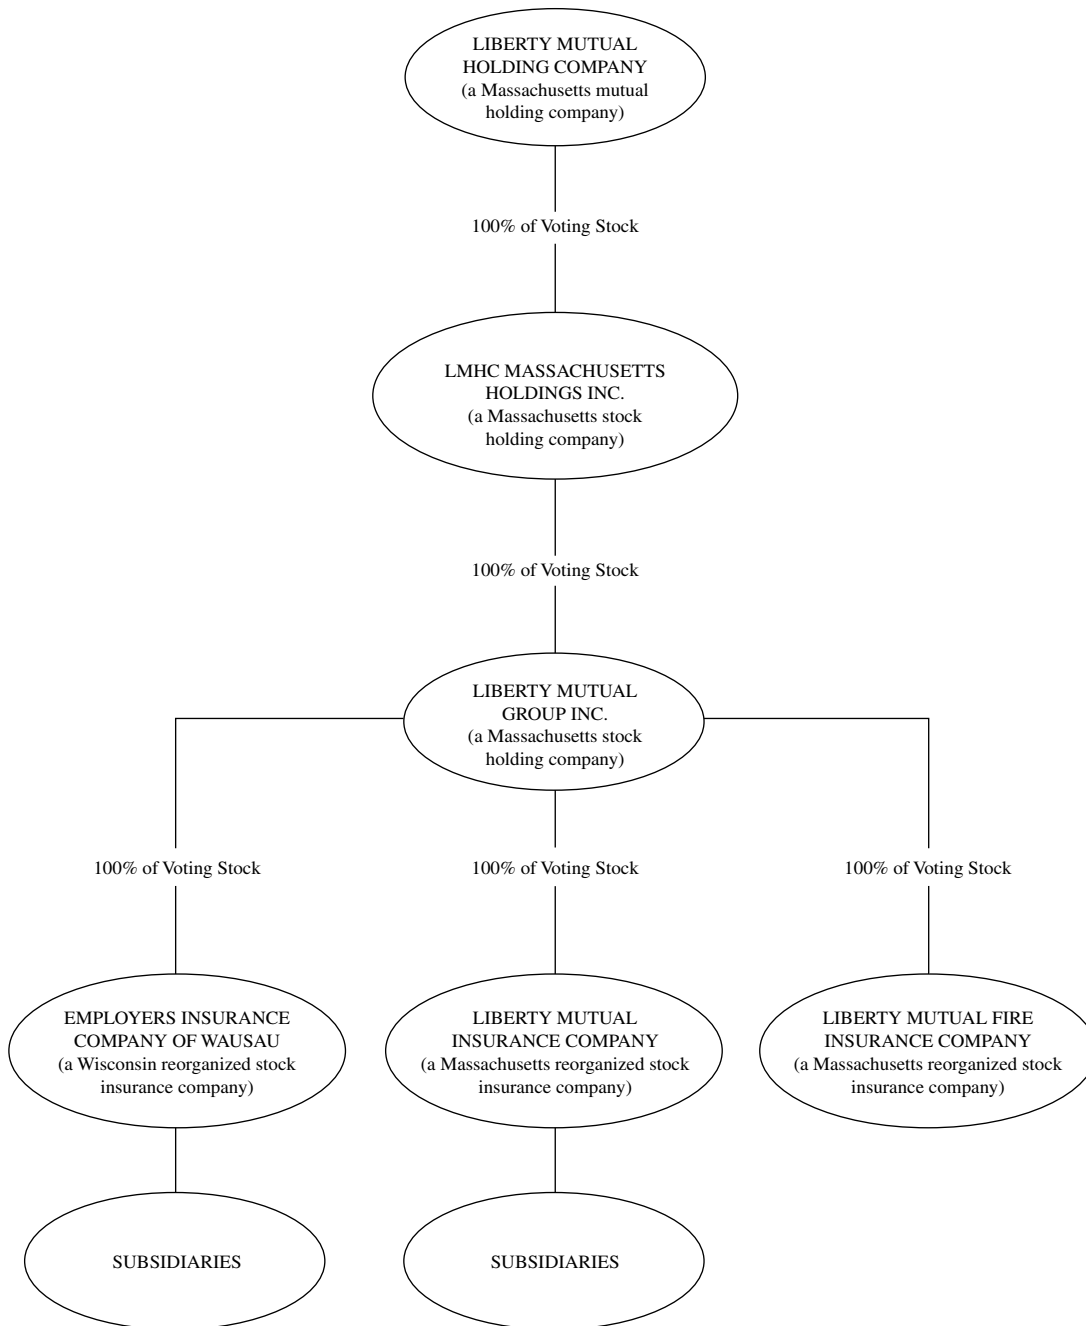 LIBERTY MUTUAL
HOLDING COMPANY
(a Massachusetts mutual
holding company)
100% of Voting Stock
LMHC MASSACHUSETTS
HOLDINGS INC.
(a Massachusetts stock
holding company)
100% of Voting Stock
LIBERTY MUTUAL
GROUP INC.
(a Massachusetts stock
holding company)
100% of Voting Stock
100% of Voting Stock
100% of Voting Stock
EMPLOYERS INSURANCE
COMPANY OF WAUSAU
(a Wisconsin reorganized stock
insurance company)
LIBERTY MUTUAL
INSURANCE COMPANY
(a Massachusetts reorganized stock
insurance company)
LIBERTY MUTUAL FIRE
INSURANCE COMPANY
(a Massachusetts reorganized stock
insurance company)
SUBSIDIARIES
SUBSIDIARIES